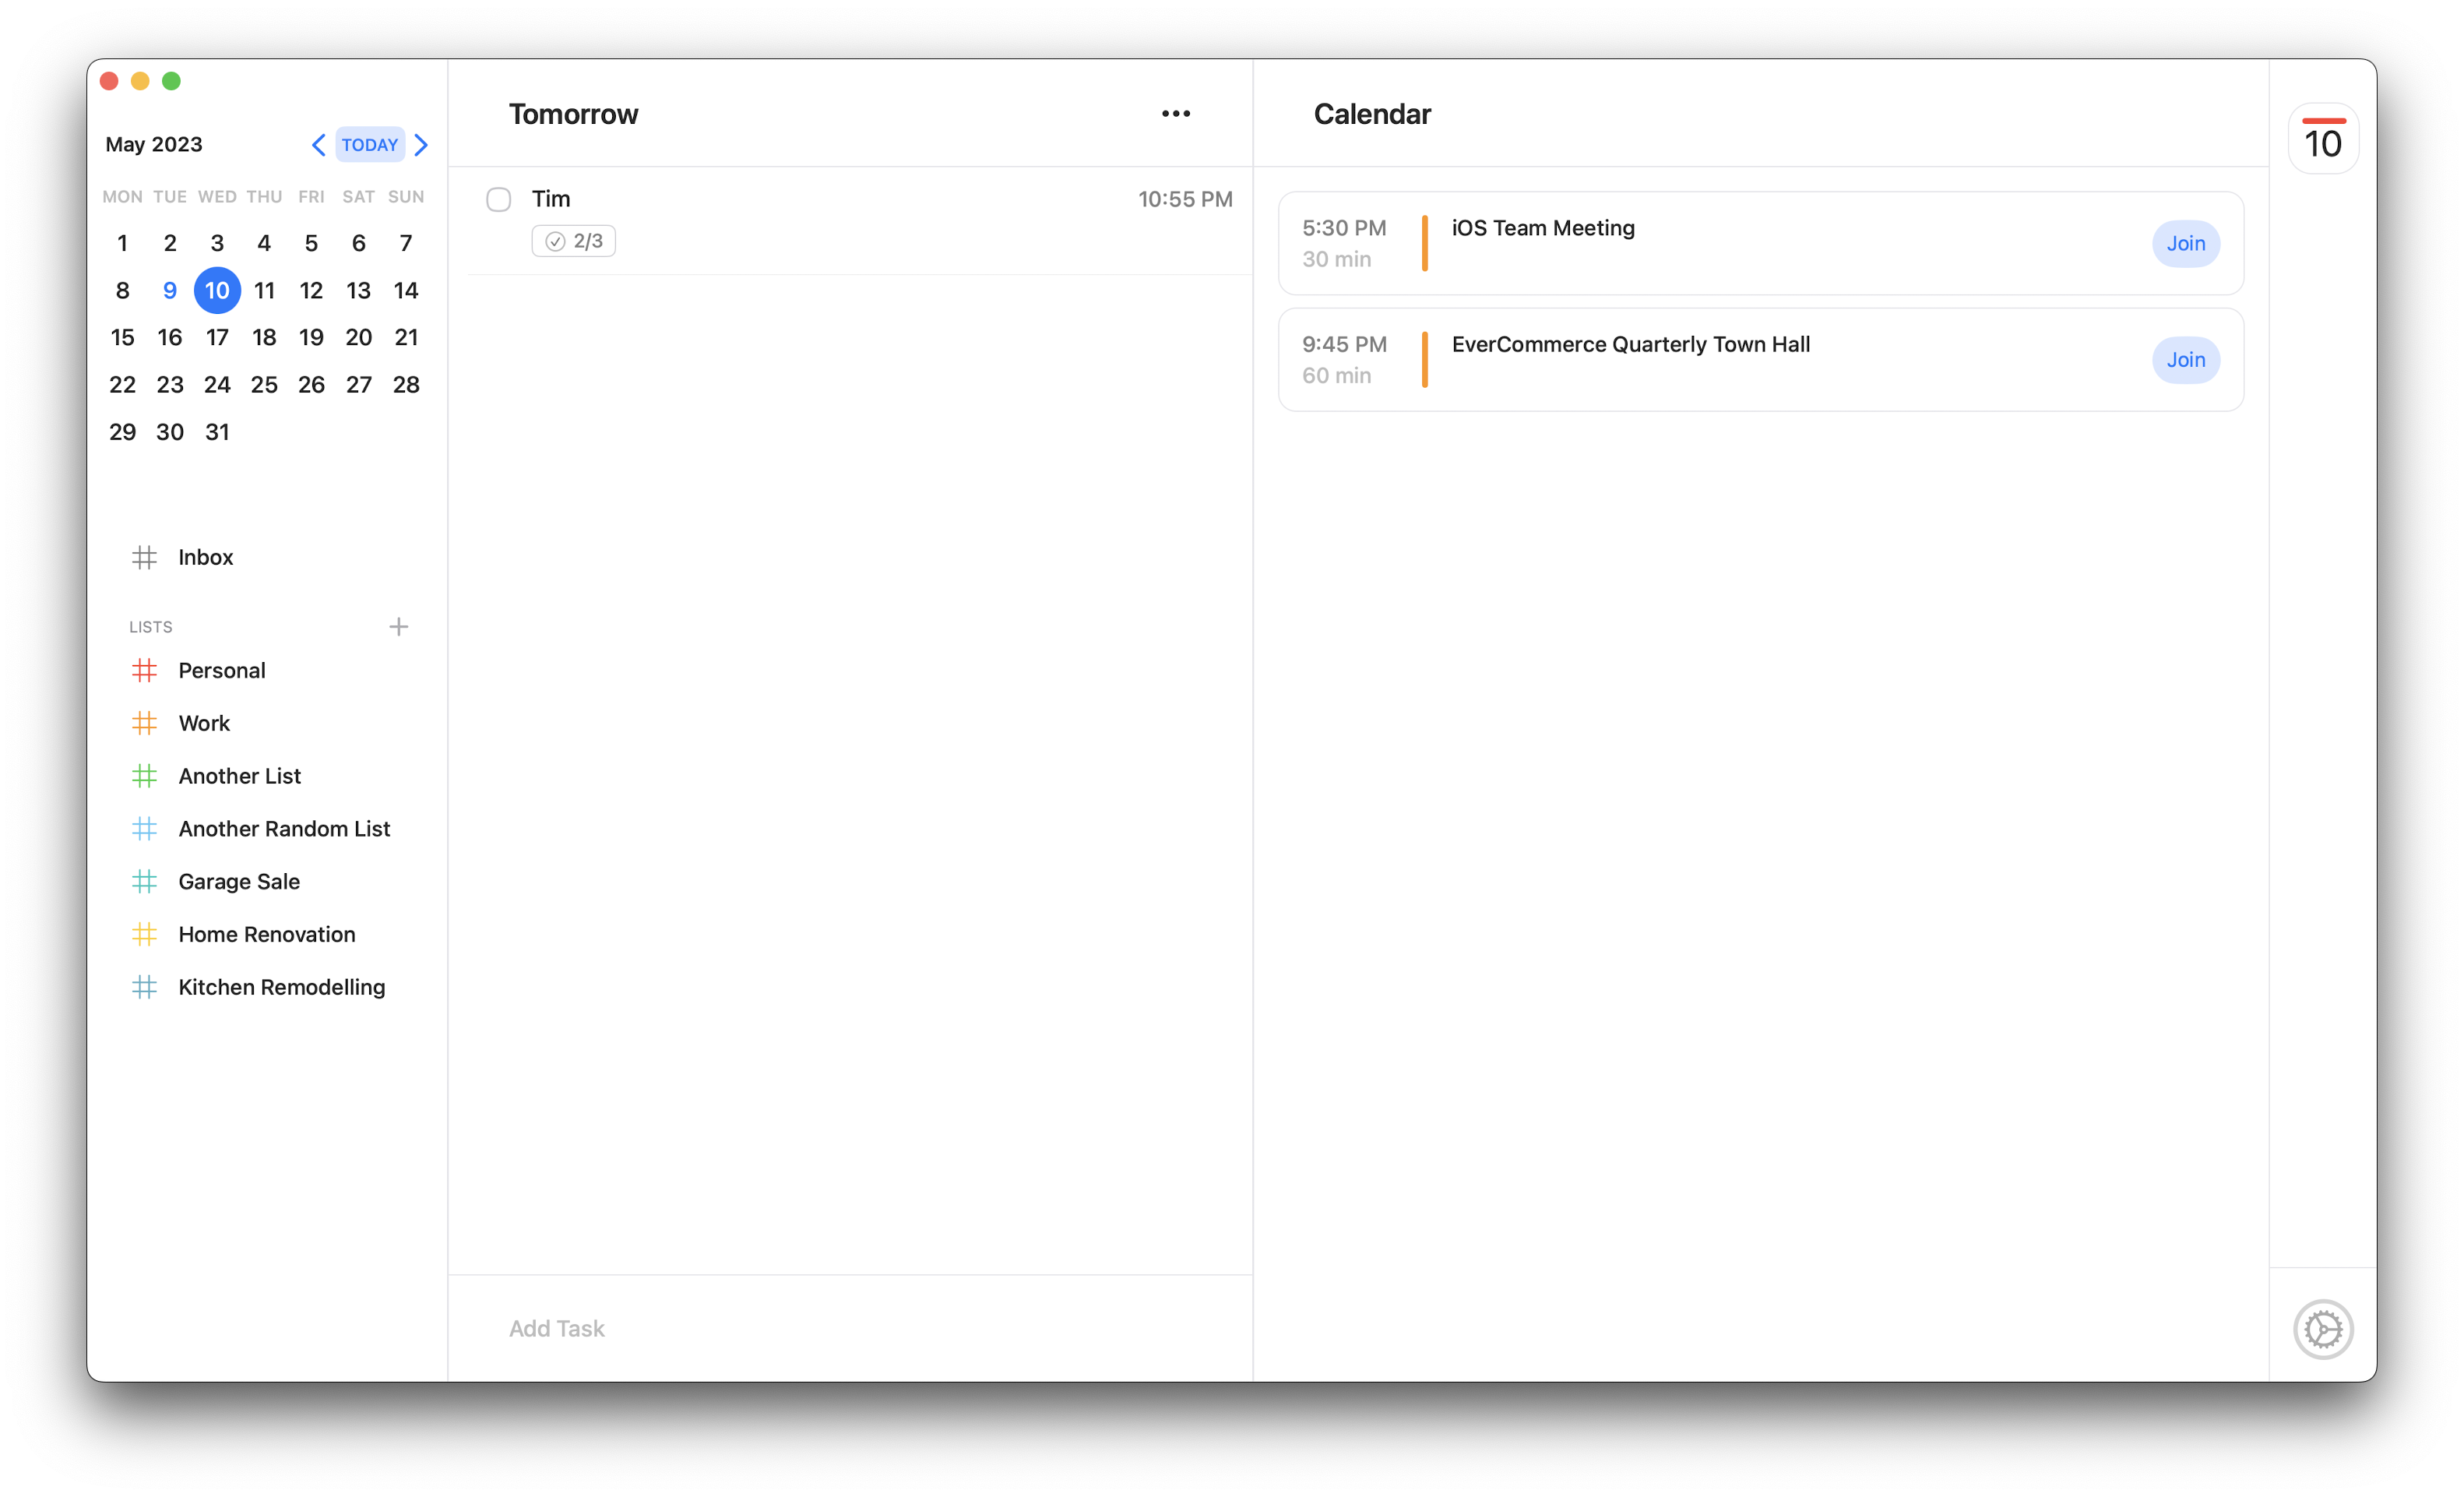 May 2023
TODAY
MON TUE WED THU FRI SAT SUN
1 2 3 4 5 6 7
8 9 10 11 12 13 14
15 16 17 18 19 20 21
22 23 24 25 26 27 28
29 30 31
Inbox
LISTS
Personal
Work
Another List
Another Random List
Garage Sale
Home Renovation
Kitchen Remodelling
Tomorrow
Tim 10:55 PM
2/3
Add Task
Calendar
5:30 PM iOS Team Meeting
30 min
Join
9:45 PM EverCommerce Quarterly Town Hall
60 min
Join
10